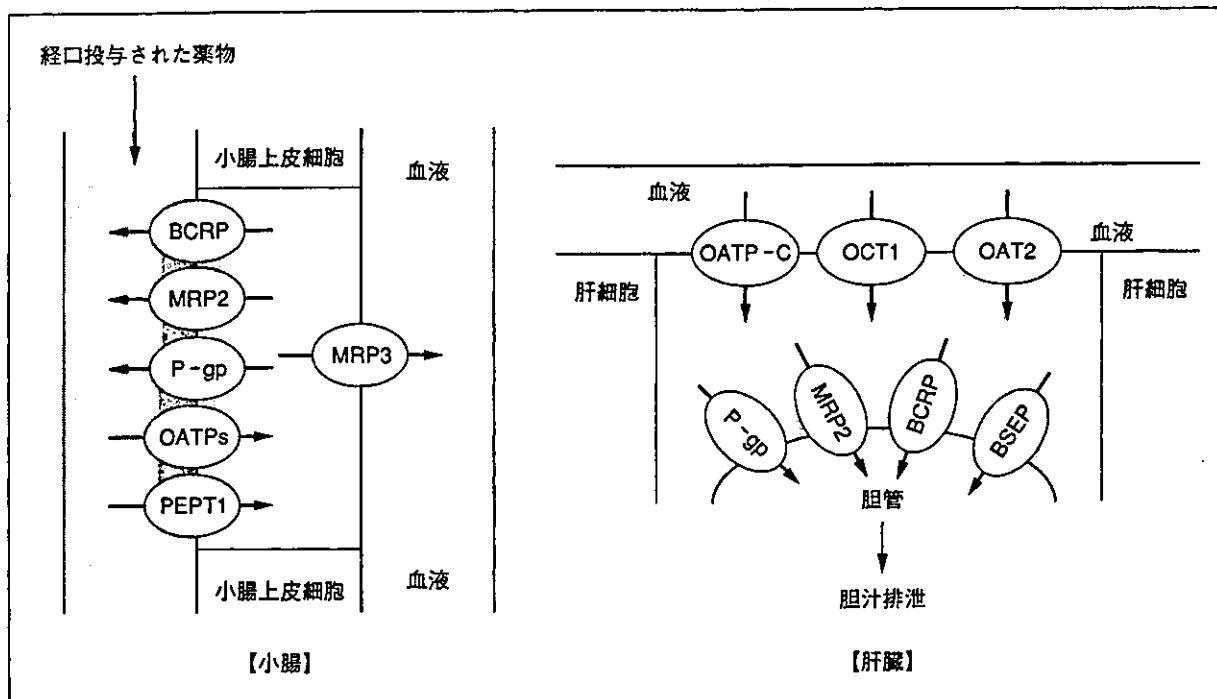 経口投与された薬物
小腸上皮細胞
血液
BCRP
MRP2
P-gp
OATPs
PEPT1
MRP3
小腸上皮細胞
血液
【小腸】
血液
血液
OATP-C
OCT1
OAT2
肝細胞
肝細胞
P-gp
MRP2
BCRP
BSEP
胆管
胆汁排泄
【肝臓】